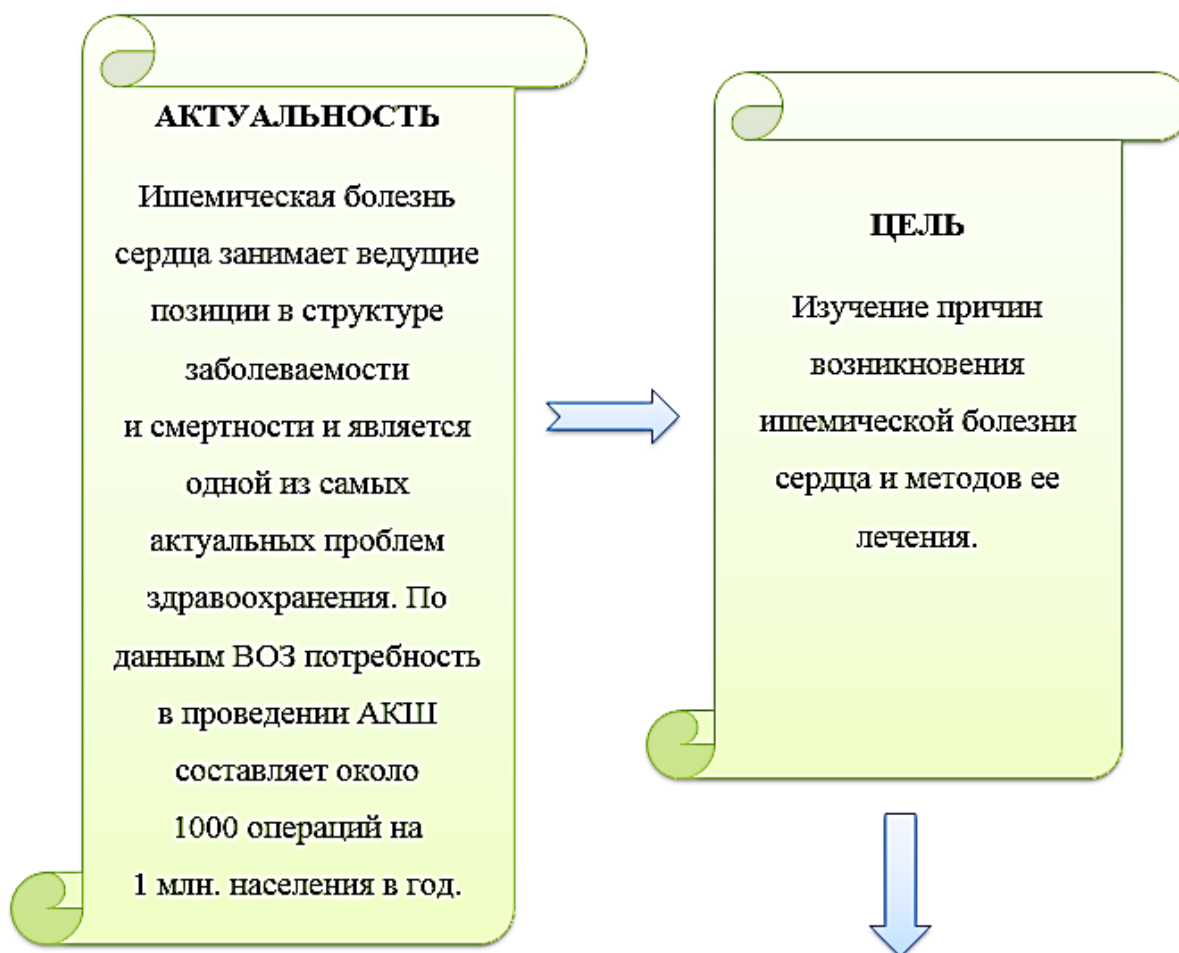 АКТУАЛЬНОСТЬ
Ишемическая болезнь
сердца занимает ведущие
позиции в структуре
заболеваемости
и смертности и является
одной из самых
актуальных проблем
здравоохранения. По
данным ВОЗ потребность
в проведении АКШ
составляет около
1000 операций на
1 млн. населения в год.
ЦЕЛЬ
Изучение причин
возникновения
ишемической болезни
сердца и методов ее
лечения.